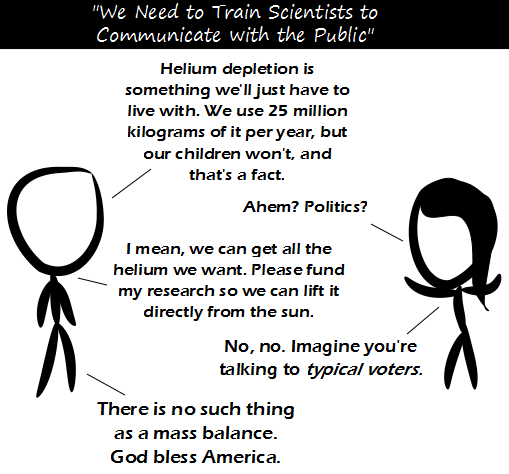 "We Need to Train Scientists to
Communicate with the Public"
Helium depletion is
something we'll just have to
live with. We use 25 million
kilograms of it per year, but
our children won't, and
that's a fact.
Ahem? Politics?
I mean, we can get all the
helium we want. Please fund
my research so we can lift it
directly from the sun.
No, no. Imagine you're
talking to typical voters.
There is no such thing
as a mass balance.
God bless America.